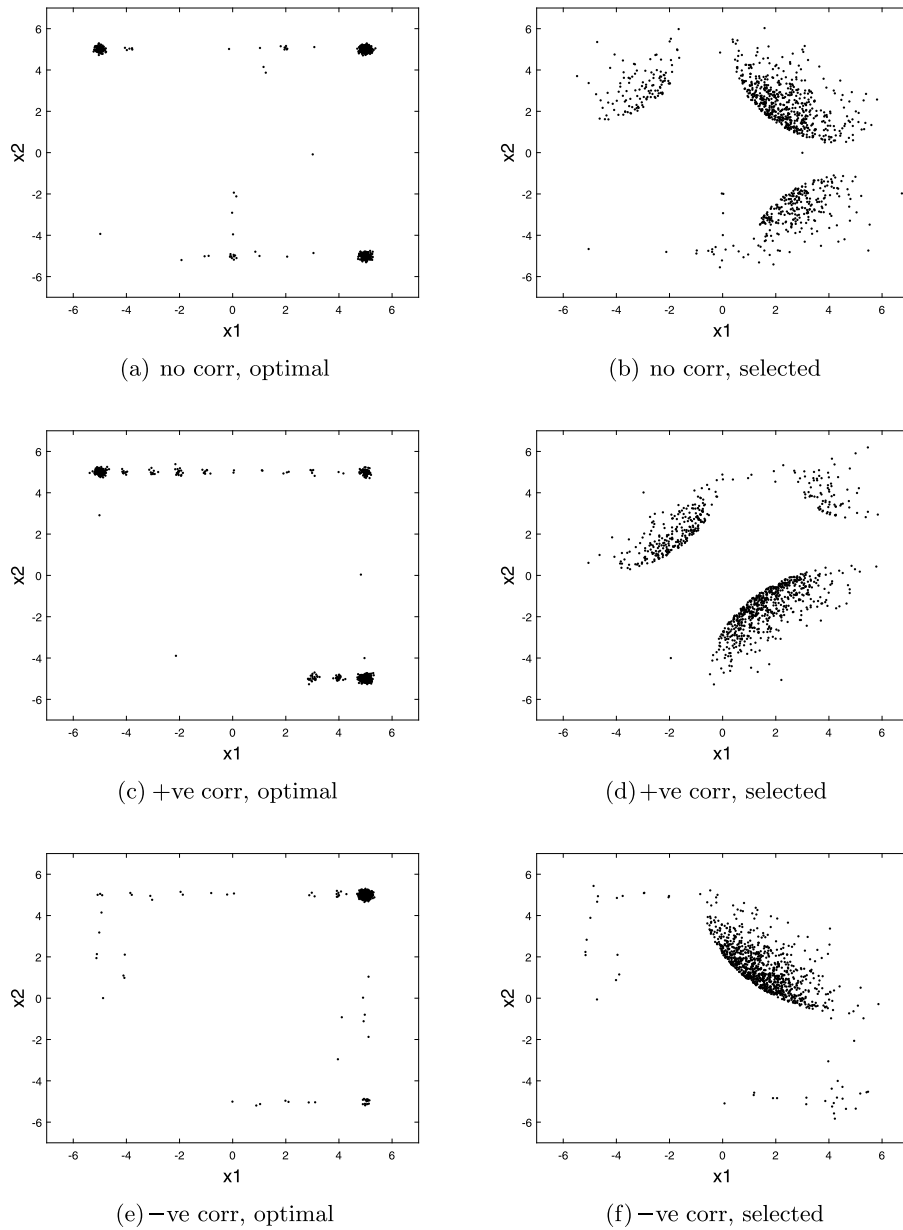 6
4
2
0
-2
-4
-6
x2
-6 -4 -2 0 2 4 6
x1
(a) no corr, optimal
6
4
2
0
-2
-4
-6
x2
-6 -4 -2 0 2 4 6
x1
(b) no corr, selected
6
4
2
0
-2
-4
-6
x2
-6 -4 -2 0 2 4 6
x1
(c) +ve corr, optimal
6
4
2
0
-2
-4
-6
x2
-6 -4 -2 0 2 4 6
x1
(d) +ve corr, selected
6
4
2
0
-2
-4
-6
x2
-6 -4 -2 0 2 4 6
x1
(e) −ve corr, optimal
6
4
2
0
-2
-4
-6
x2
-6 -4 -2 0 2 4 6
x1
(f) −ve corr, selected